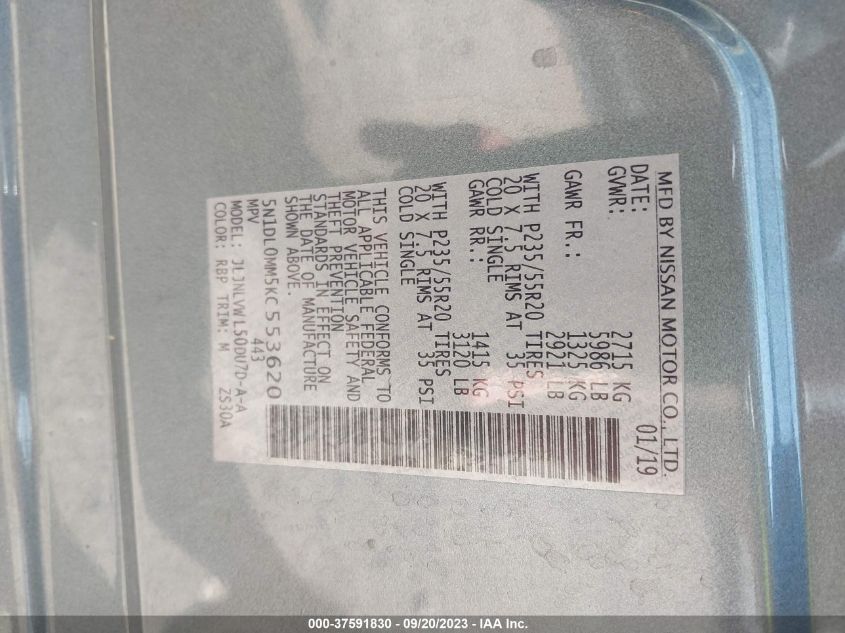 MFD BY NISSAN MOTOR CO., LTD.
DATE: 01/19
GVWR: 2715 KG
5986 LB
GAWR FR.: 1325 KG
2921 LB
WITH P235/55R20 TIRES
20 X 7.5 RIMS AT 35 PSI
COLD SINGLE
GAWR RR.: 1415 KG
3120 LB
WITH P235/55R20 TIRES
20 X 7.5 RIMS AT 35 PSI
COLD SINGLE
THIS VEHICLE CONFORMS TO
ALL APPLICABLE FEDERAL
MOTOR VEHICLE SAFETY AND
THEFT PREVENTION
STANDARDS IN EFFECT ON
THE DATE OF MANUFACTURE
SHOWN ABOVE.
5N1DL0MM5KC553620
MPV 443
MODEL: JLJNLVWL50DU7D-A-A
COLOR: RBP TRIM: M ZS30A
000-37591830 - 09/20/2023 - IAA Inc.